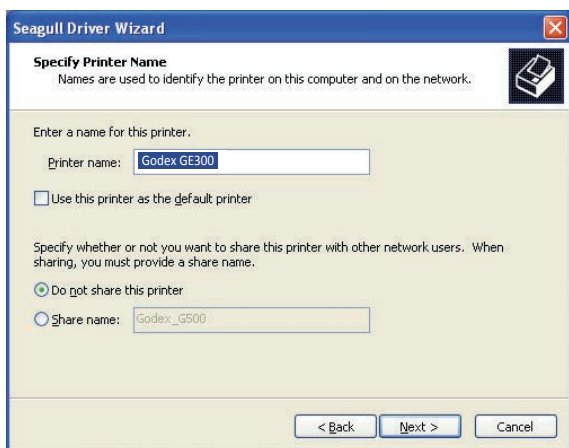 Seagull Driver Wizard
Specify Printer Name
Names are used to identify the printer on this computer and on the network.
Enter a name for this printer.
Printer name: Godex GE300
Use this printer as the default printer
Specify whether or not you want to share this printer with other network users. When
sharing, you must provide a share name.
Do not share this printer
Share name: Godex_G500
< Back Next > Cancel